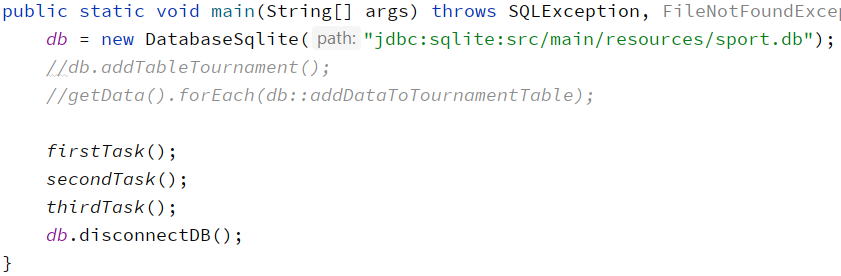 public static void main(String[] args) throws SQLException, FileNotFoundExce
db = new DatabaseSqlite( path: "jdbc:sqlite:src/main/resources/sport.db");
//db.addTableTournament();
//getData().forEach(db::addDataToTournamentTable);
firstTask();
secondTask();
thirdTask();
db.disconnectDB();
}